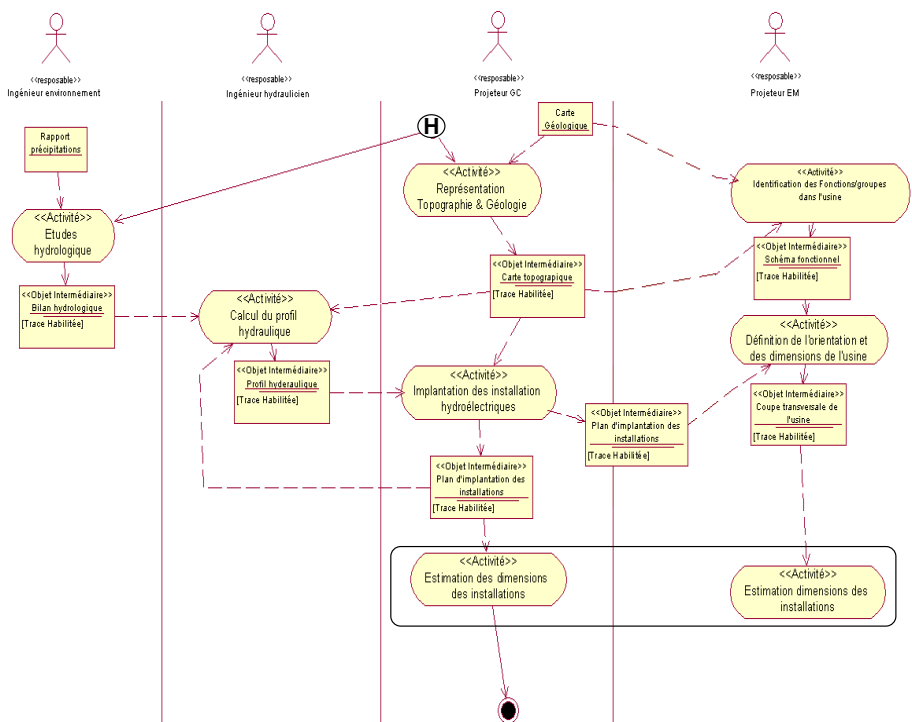 <<resposable>>
Ingénieur environnement
<<resposable>>
Ingénieur hydraulicien
<<resposable>>
Projeteur GC
<<resposable>>
Projeteur EM
Rapport
précipitations
H
Carte
Géologique
<<Activité>>
Etudes
hydrologique
<<Activité>>
Représentation
Topographie & Géologie
<<Activité>>
Identification des Fonctions/groupes
dans l'usine
<<Objet Intermédiaire>>
Bilan hydrologique
[Trace Habilitée]
<<Activité>>
Calcul du profil
hydraulique
<<Objet Intermédiaire>>
Carte topograpique
[Trace Habilitée]
<<Objet Intermédiaire>>
Schéma fonctionnel
[Trace Habilitée]
<<Objet Intermédiaire>>
Profil hyderaulique
[Trace Habilitée]
<<Activité>>
Implantation des installation
hydroélectriques
<<Activité>>
Définition de l'orientation et
des dimensions de l'usine
<<Objet Intermédiaire>>
Plan d'implantation des
installations
[Trace Habilitée]
<<Objet Intermédiaire>>
Coupe transversale de
l'usine
[Trace Habilitée]
<<Objet Intermédiaire>>
Plan d'implantation des
installations
[Trace Habilitée]
<<Activité>>
Estimation des dimensions
des installations
<<Activité>>
Estimation dimensions des
installations